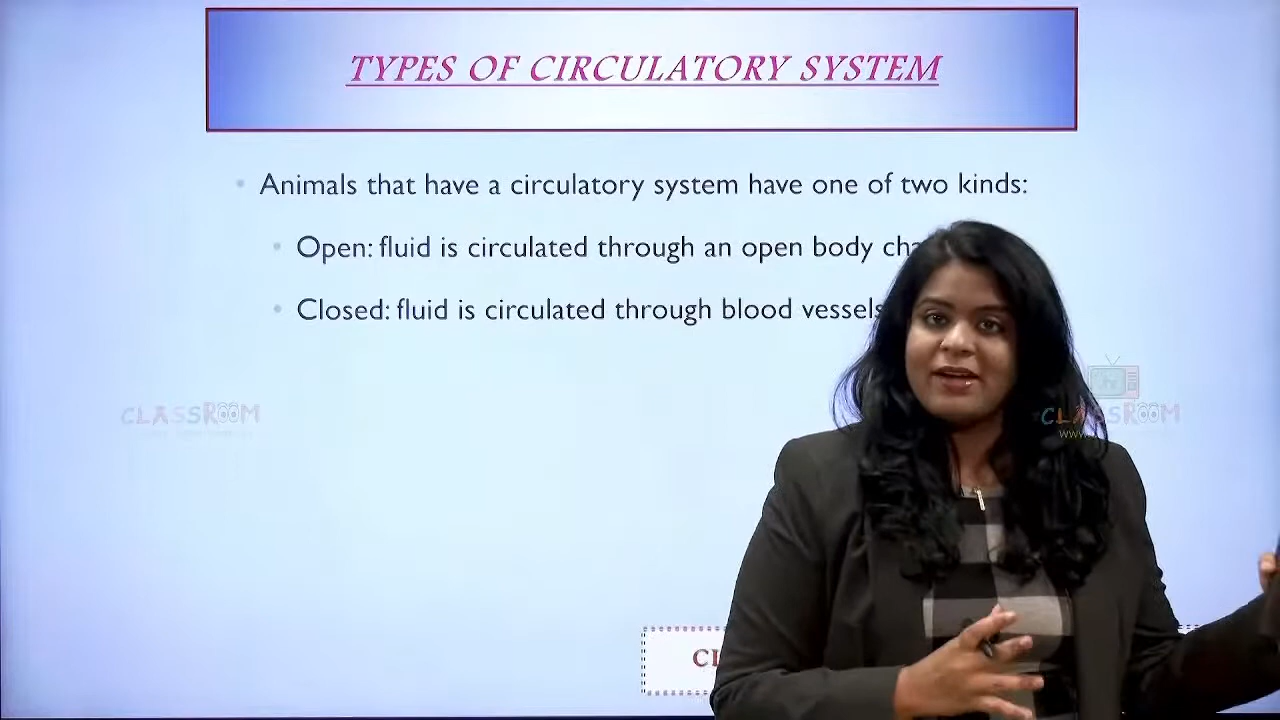 TYPES OF CIRCULATORY SYSTEM
Animals that have a circulatory system have one of two kinds:
Open: fluid is circulated through an open body
Closed: fluid is circulated through blood vessels
CLASSROOM
CLASSROOM